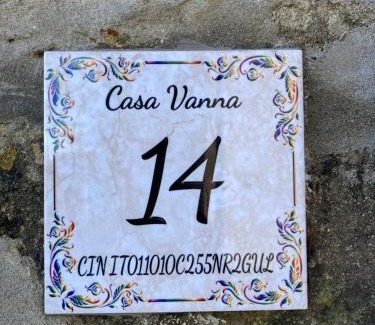 Casa Vanna
14
CIN IT011010C255NR2GUL